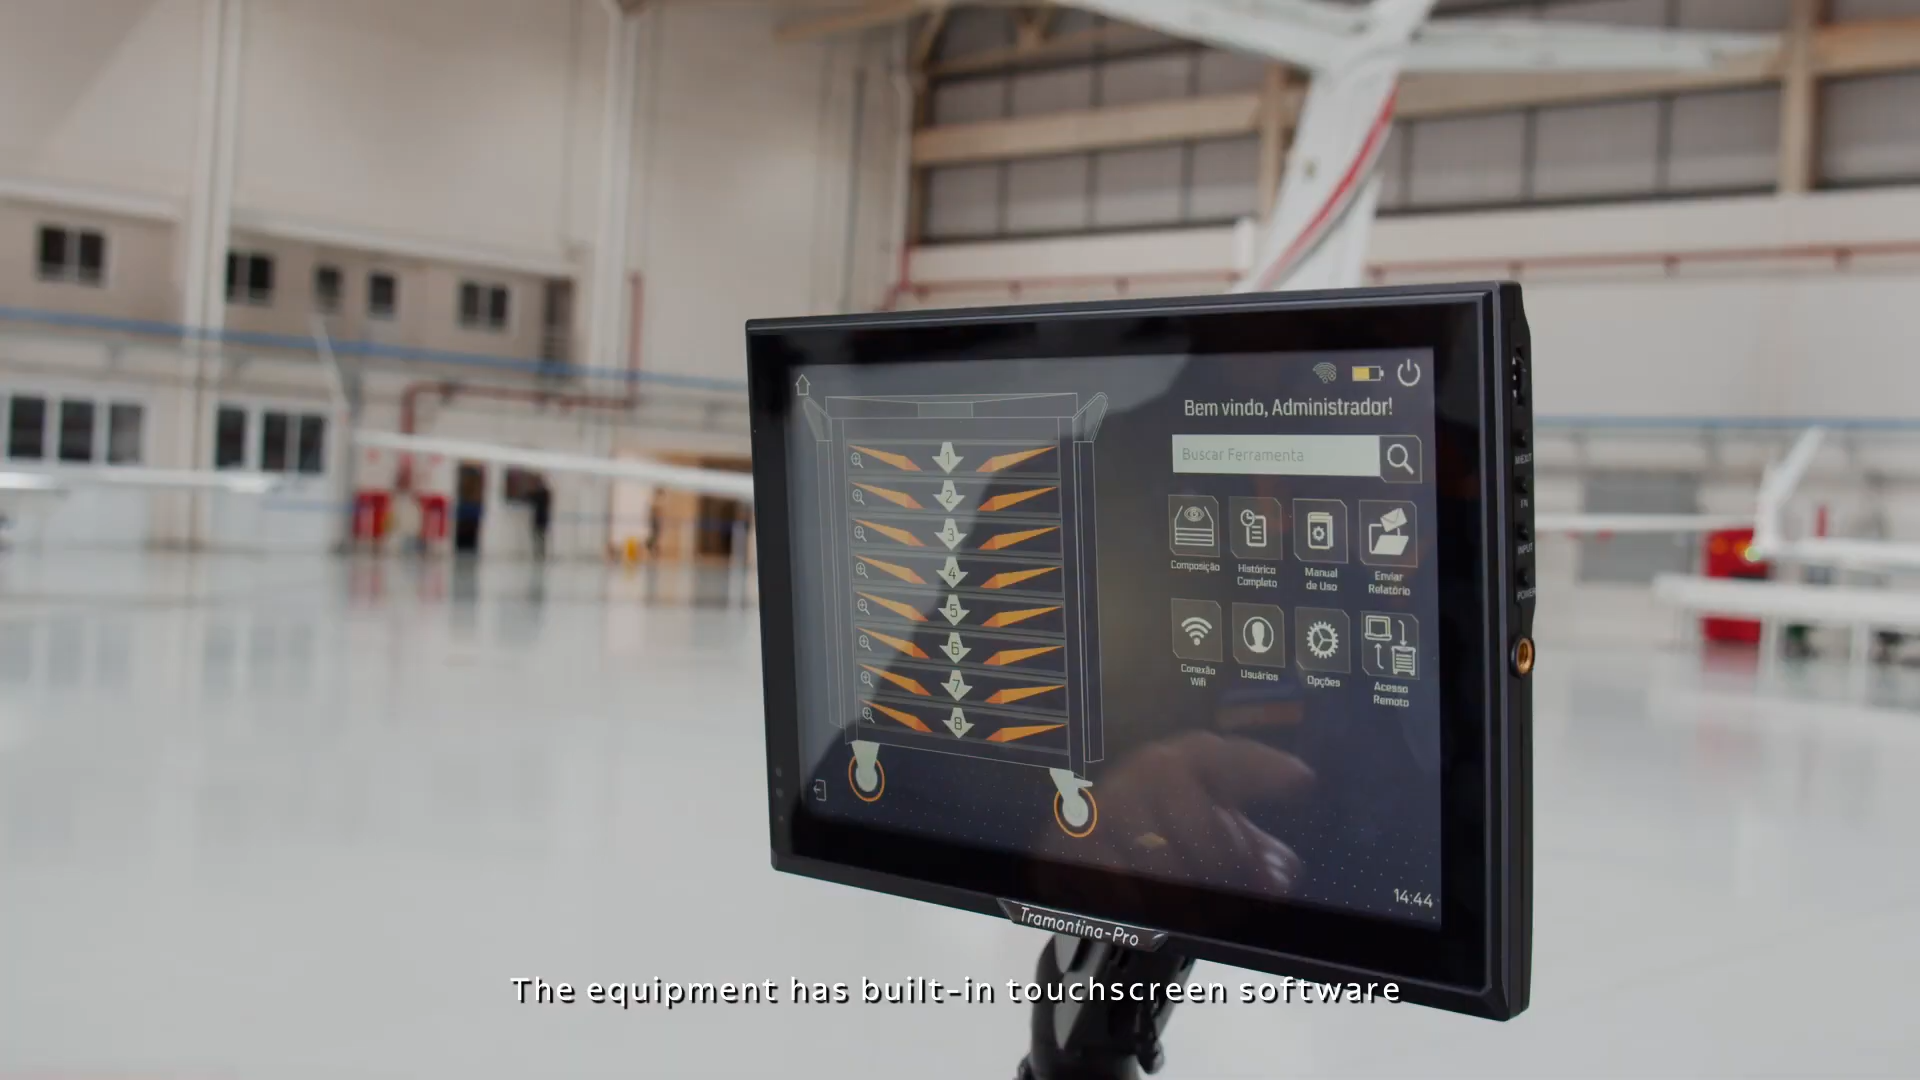 Bem vindo, Administrador!
Buscar Ferramenta
1
2
3
4
5
6
7
8
Composição
Histórico
Completo
Manual
de Uso
Enviar
Relatório
Conexão
Wifi
Usuários
Opções
Acesso
Remoto
14:44
INPUT
POWER
Tramontina-Pro
The equipment has built-in touchscreen software